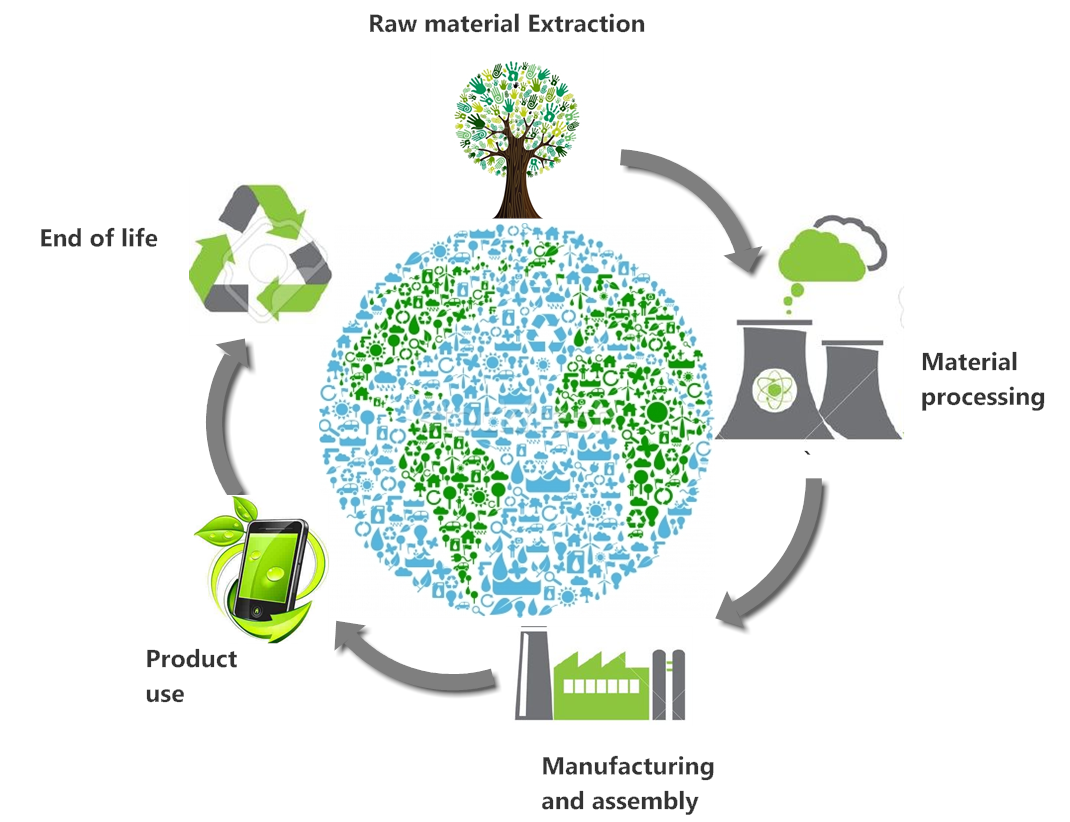 Raw material Extraction
End of life
Material
processing
Product
use
Manufacturing
and assembly